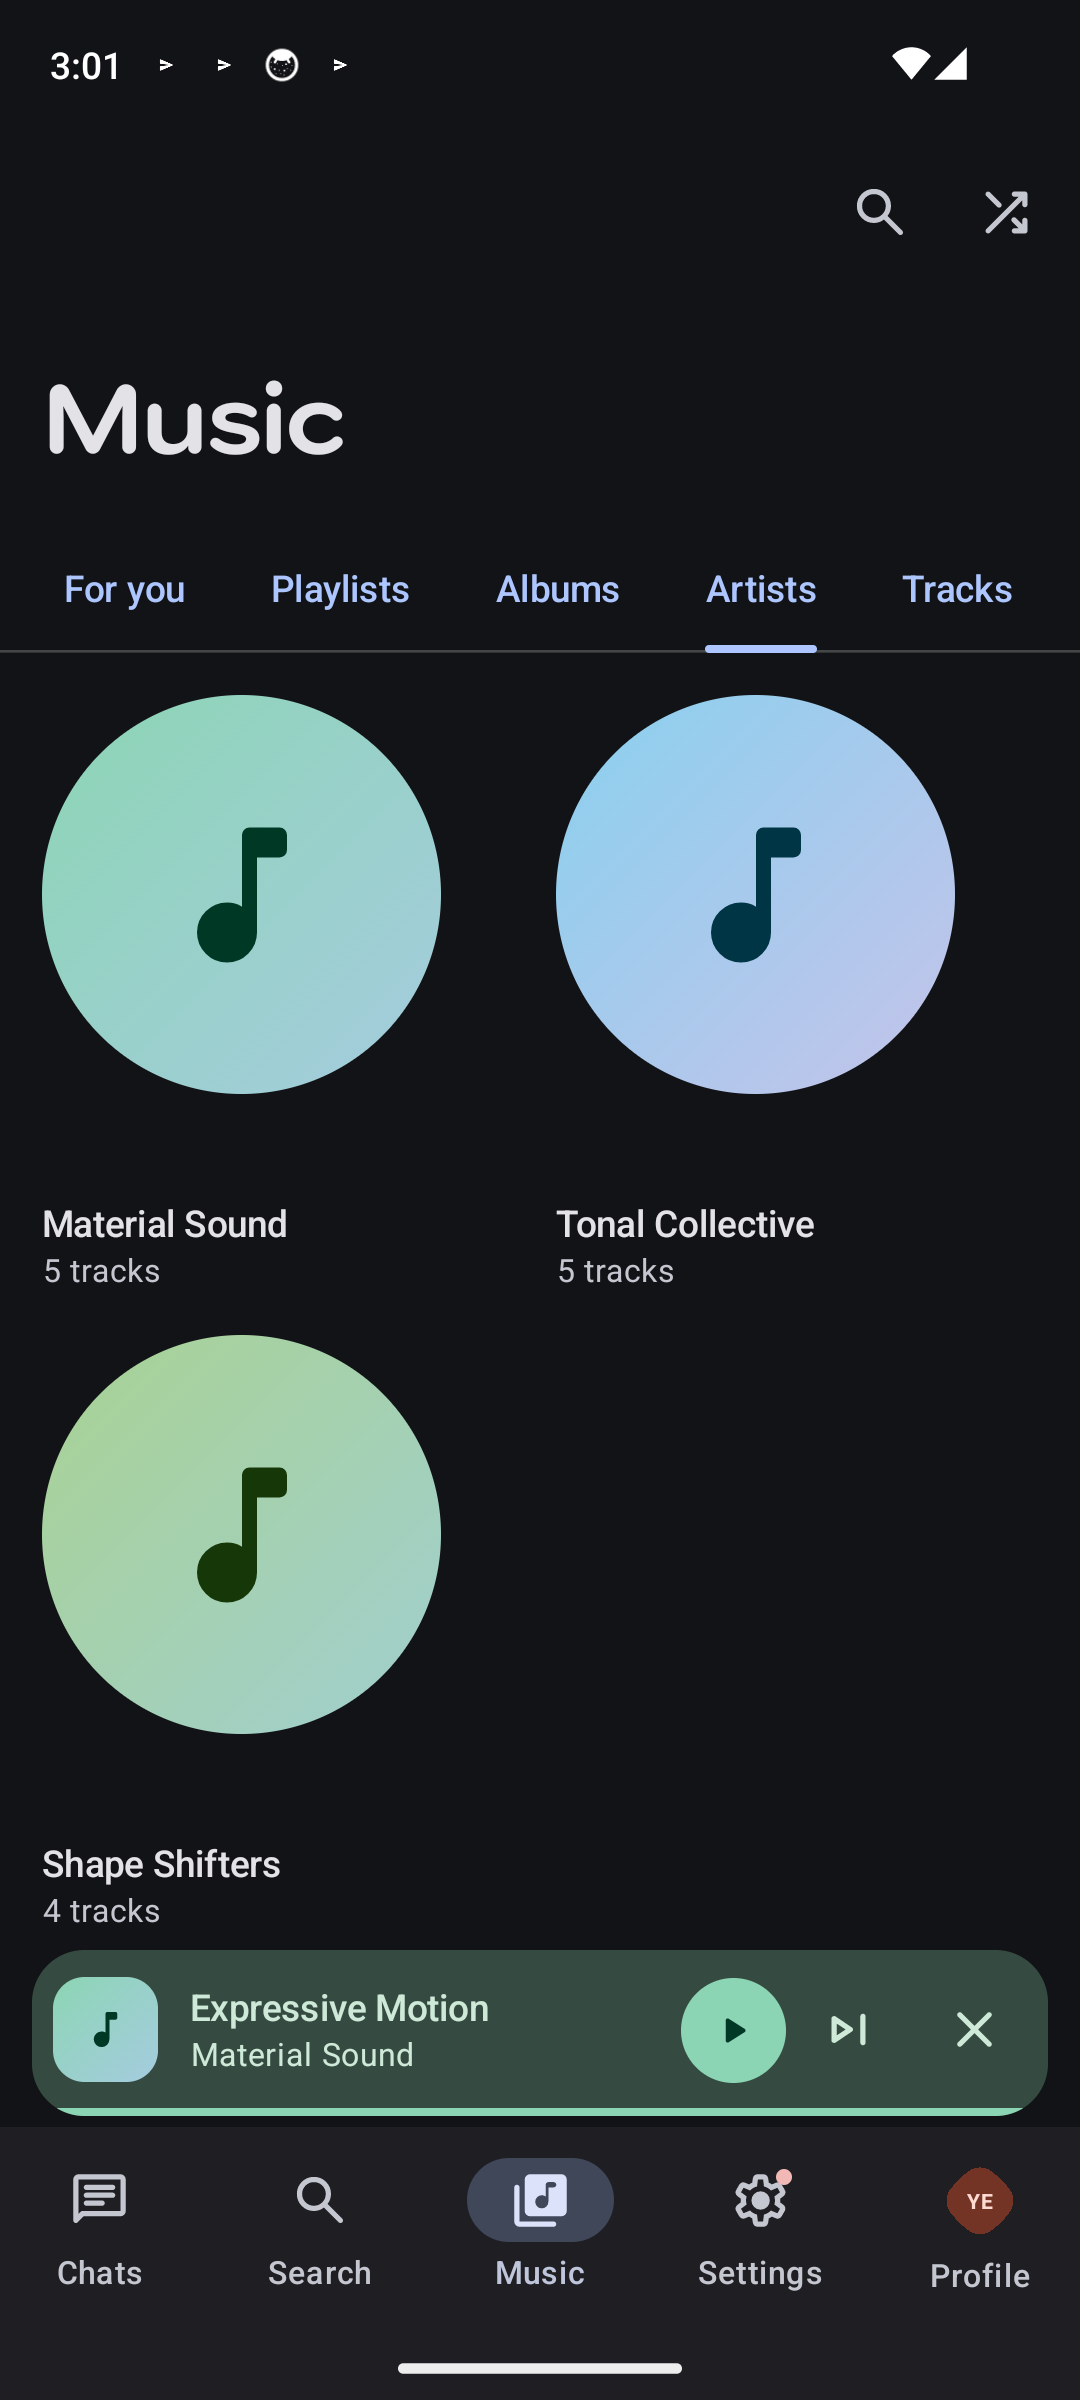 3:01
Music
For you Playlists Albums Artists Tracks
Material Sound Tonal Collective
5 tracks 5 tracks
Shape Shifters
4 tracks
Expressive Motion
Material Sound
YE
Chats Search Music Settings Profile